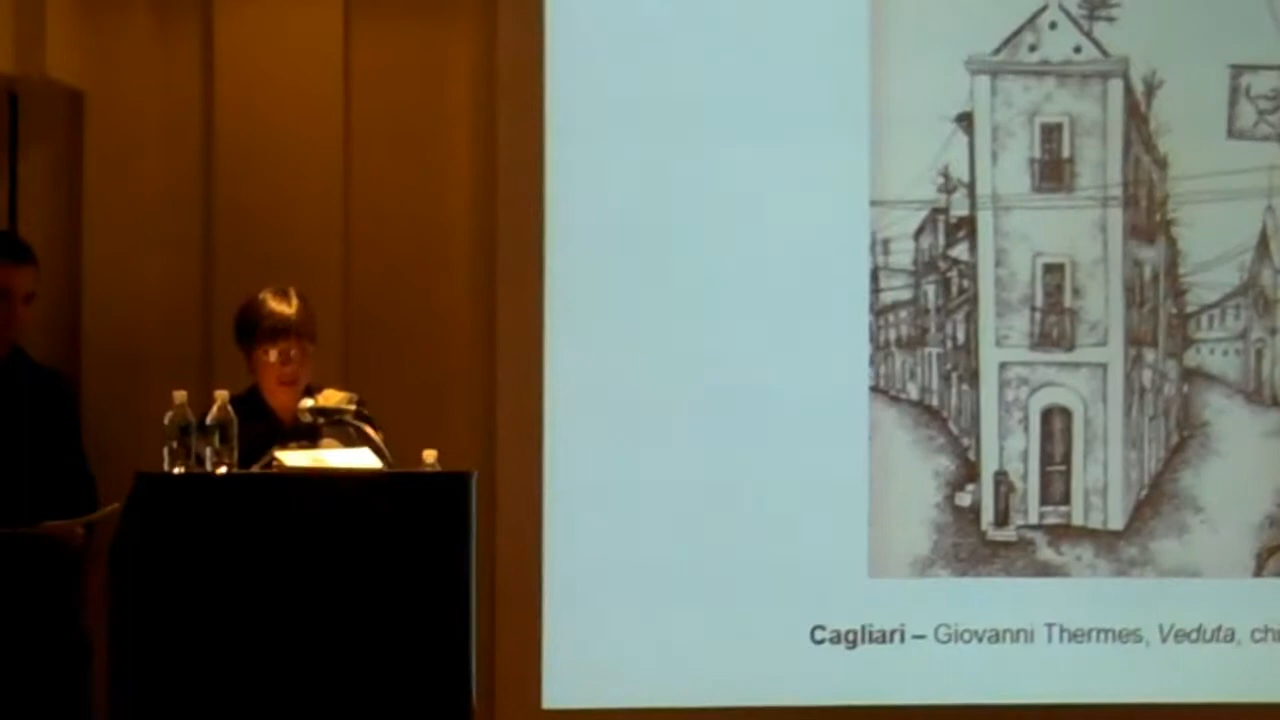 Cagliari – Giovanni Thermes, Veduta,